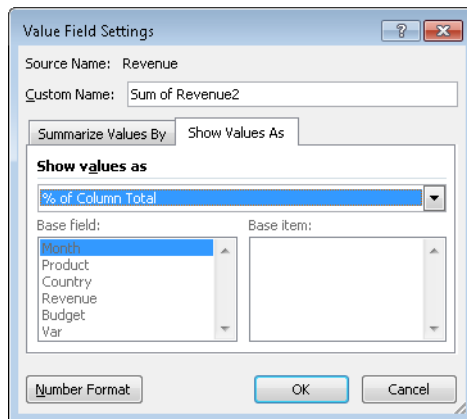 Value Field Settings
Source Name: Revenue
Custom Name: Sum of Revenue2
Summarize Values By Show Values As
Show values as
% of Column Total
Base field: Base item:
Month
Product
Country
Revenue
Budget
Var
Number Format OK Cancel